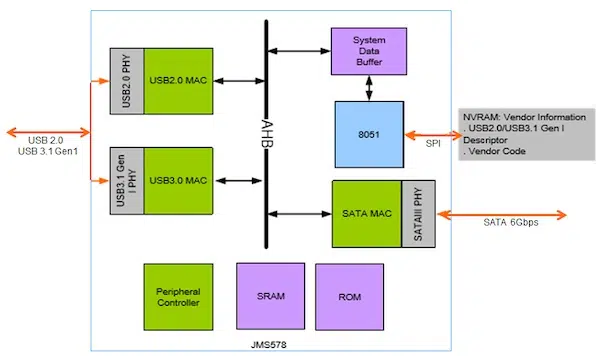 USB 2.0
USB 3.1 Gen1
USB2.0 PHY
USB2.0 MAC
USB3.1 Gen
I PHY
USB3.0 MAC
AHB
System
Data
Buffer
8051
SPI
NVRAM: Vendor Information
. USB2.0/USB3.1 Gen I
Descriptor
. Vendor Code
SATA MAC
SATAIII PHY
SATA 6Gbps
Peripheral
Controller
SRAM
ROM
JMS578